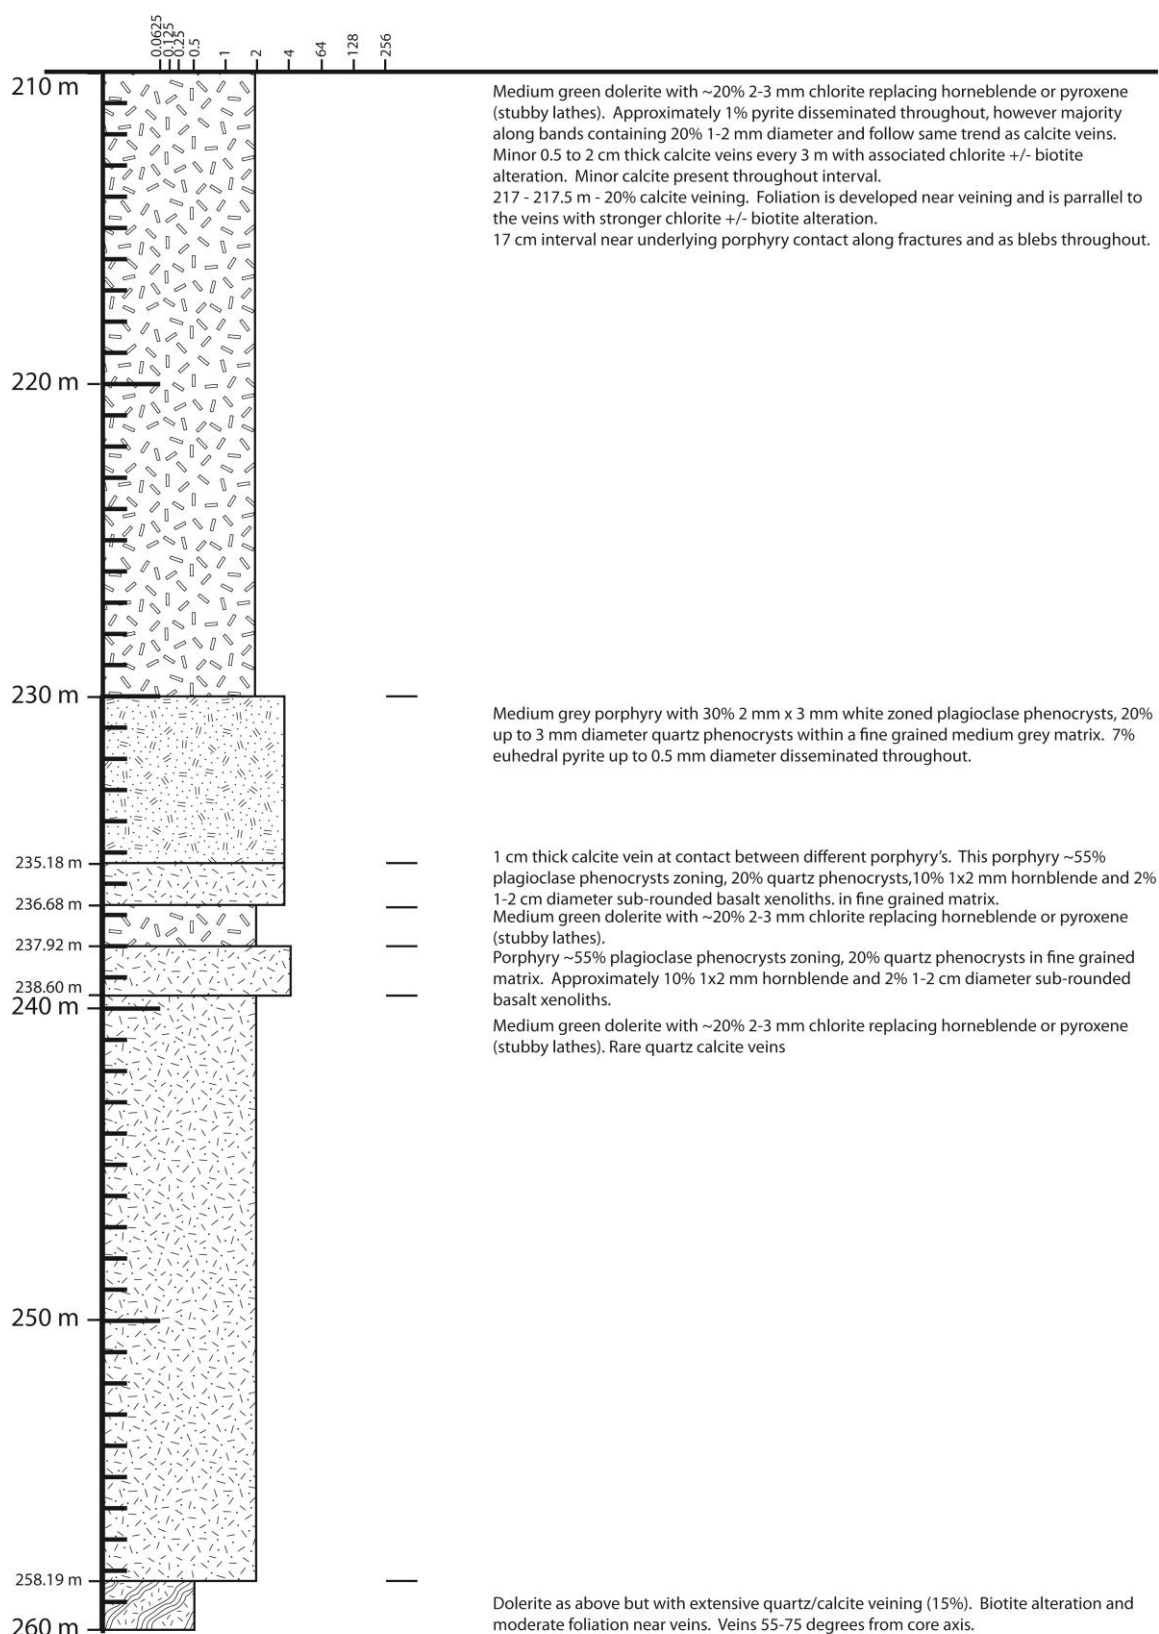 0.0625 0.125 0.25 0.5 1 2 4 64 128 256
210 m
Medium green dolerite with ~20% 2-3 mm chlorite replacing horneblende or pyroxene
(stubby lathes). Approximately 1% pyrite disseminated throughout, however majority
along bands containing 20% 1-2 mm diameter and follow same trend as calcite veins.
Minor 0.5 to 2 cm thick calcite veins every 3 m with associated chlorite +/- biotite
alteration. Minor calcite present throughout interval.
217 - 217.5 m - 20% calcite veining. Foliation is developed near veining and is parrallel to
the veins with stronger chlorite +/- biotite alteration.
17 cm interval near underlying porphyry contact along fractures and as blebs throughout.
220 m
230 m
Medium grey porphyry with 30% 2 mm x 3 mm white zoned plagioclase phenocrysts, 20%
up to 3 mm diameter quartz phenocrysts within a fine grained medium grey matrix. 7%
euhedral pyrite up to 0.5 mm diameter disseminated throughout.
235.18 m
1 cm thick calcite vein at contact between different porphyry's. This porphyry ~55%
plagioclase phenocrysts zoning, 20% quartz phenocrysts,10% 1x2 mm hornblende and 2%
1-2 cm diameter sub-rounded basalt xenoliths. in fine grained matrix.
236.68 m
Medium green dolerite with ~20% 2-3 mm chlorite replacing horneblende or pyroxene
(stubby lathes).
237.92 m
Porphyry ~55% plagioclase phenocrysts zoning, 20% quartz phenocrysts in fine grained
matrix. Approximately 10% 1x2 mm hornblende and 2% 1-2 cm diameter sub-rounded
basalt xenoliths.
238.60 m
240 m
Medium green dolerite with ~20% 2-3 mm chlorite replacing horneblende or pyroxene
(stubby lathes). Rare quartz calcite veins
250 m
258.19 m
Dolerite as above but with extensive quartz/calcite veining (15%). Biotite alteration and
moderate foliation near veins. Veins 55-75 degrees from core axis.
260 m